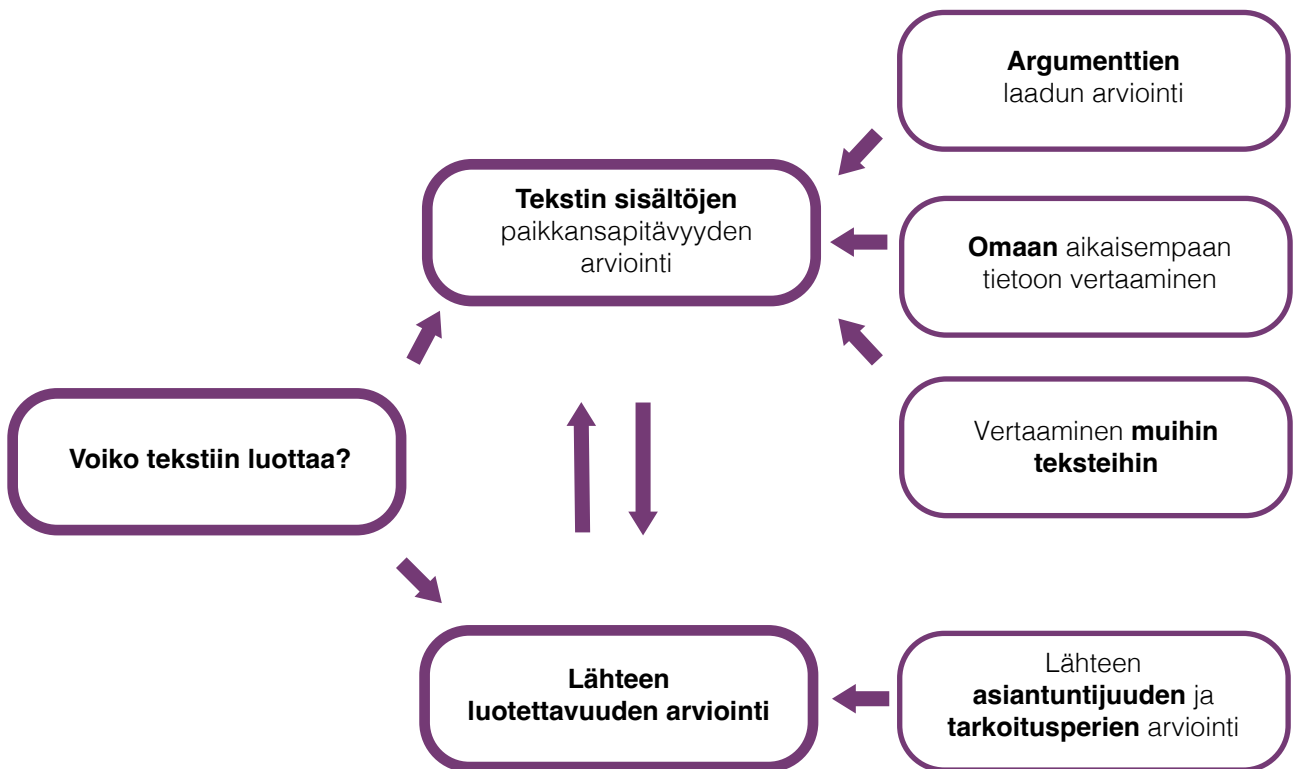 Argumenttien
laadun arviointi
Tekstin sisältöjen
paikkansapitävyyden
arviointi
Omaan aikaisempaan
tietoon vertaaminen
Vertaaminen muihin
teksteihin
Voiko tekstiin luottaa?
Lähteen
luotettavuuden arviointi
Lähteen
asiantuntijuuden ja
tarkoitusperien arviointi